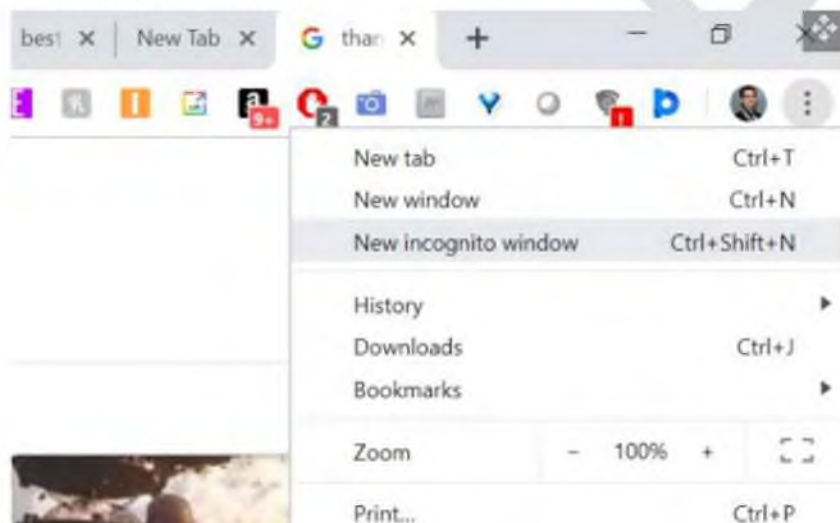 best New Tab than
9+ 2
New tab Ctrl+T
New window Ctrl+N
New incognito window Ctrl+Shift+N
History
Downloads Ctrl+J
Bookmarks
Zoom - 100% +
Print... Ctrl+P